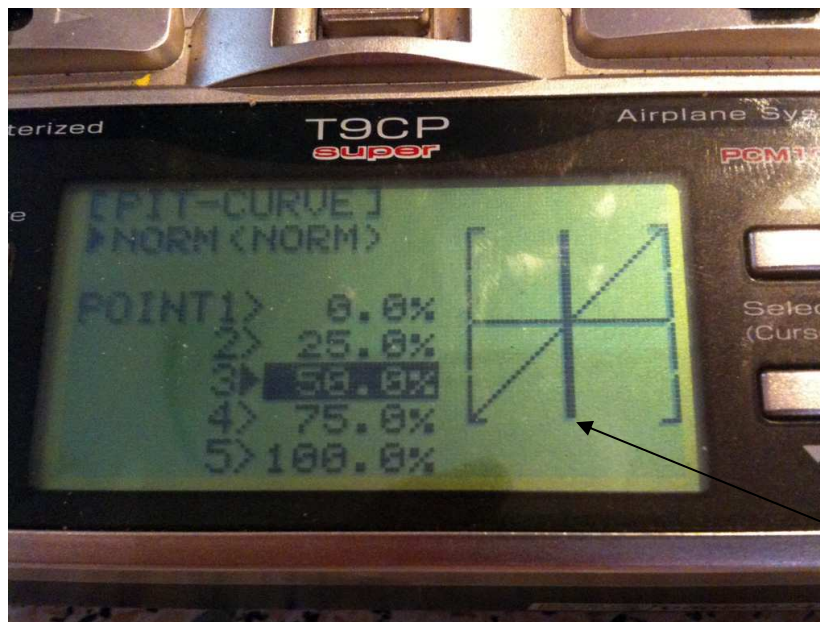 terized
T9CP
super
Airplane Sys
[PIT-CURVE]
▶NORM(NORM)
POINT1> 0.0%
2> 25.0%
3▶ 50.0%
4> 75.0%
5>100.0%
Selec
(Curs